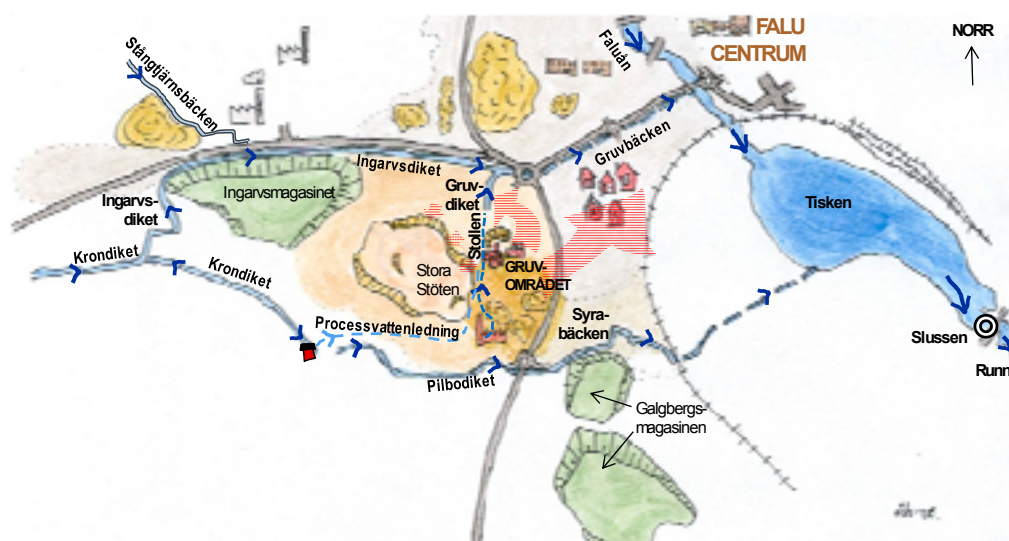 FALU
CENTRUM
NORR
Faluån
Stångtjärnsbäcken
Gruvbäcken
Ingarvsdiket
Ingarvsmagasinet
Gruv-
diket
Ingarvs-
diket
Tisken
Stollen
Krondiket
Krondiket
Stora
Stöten
GRUV-
OMRÅDET
Processvattenledning
Syra-
bäcken
Slussen
Runn
Pilbodiket
Galgbergs-
magasinen